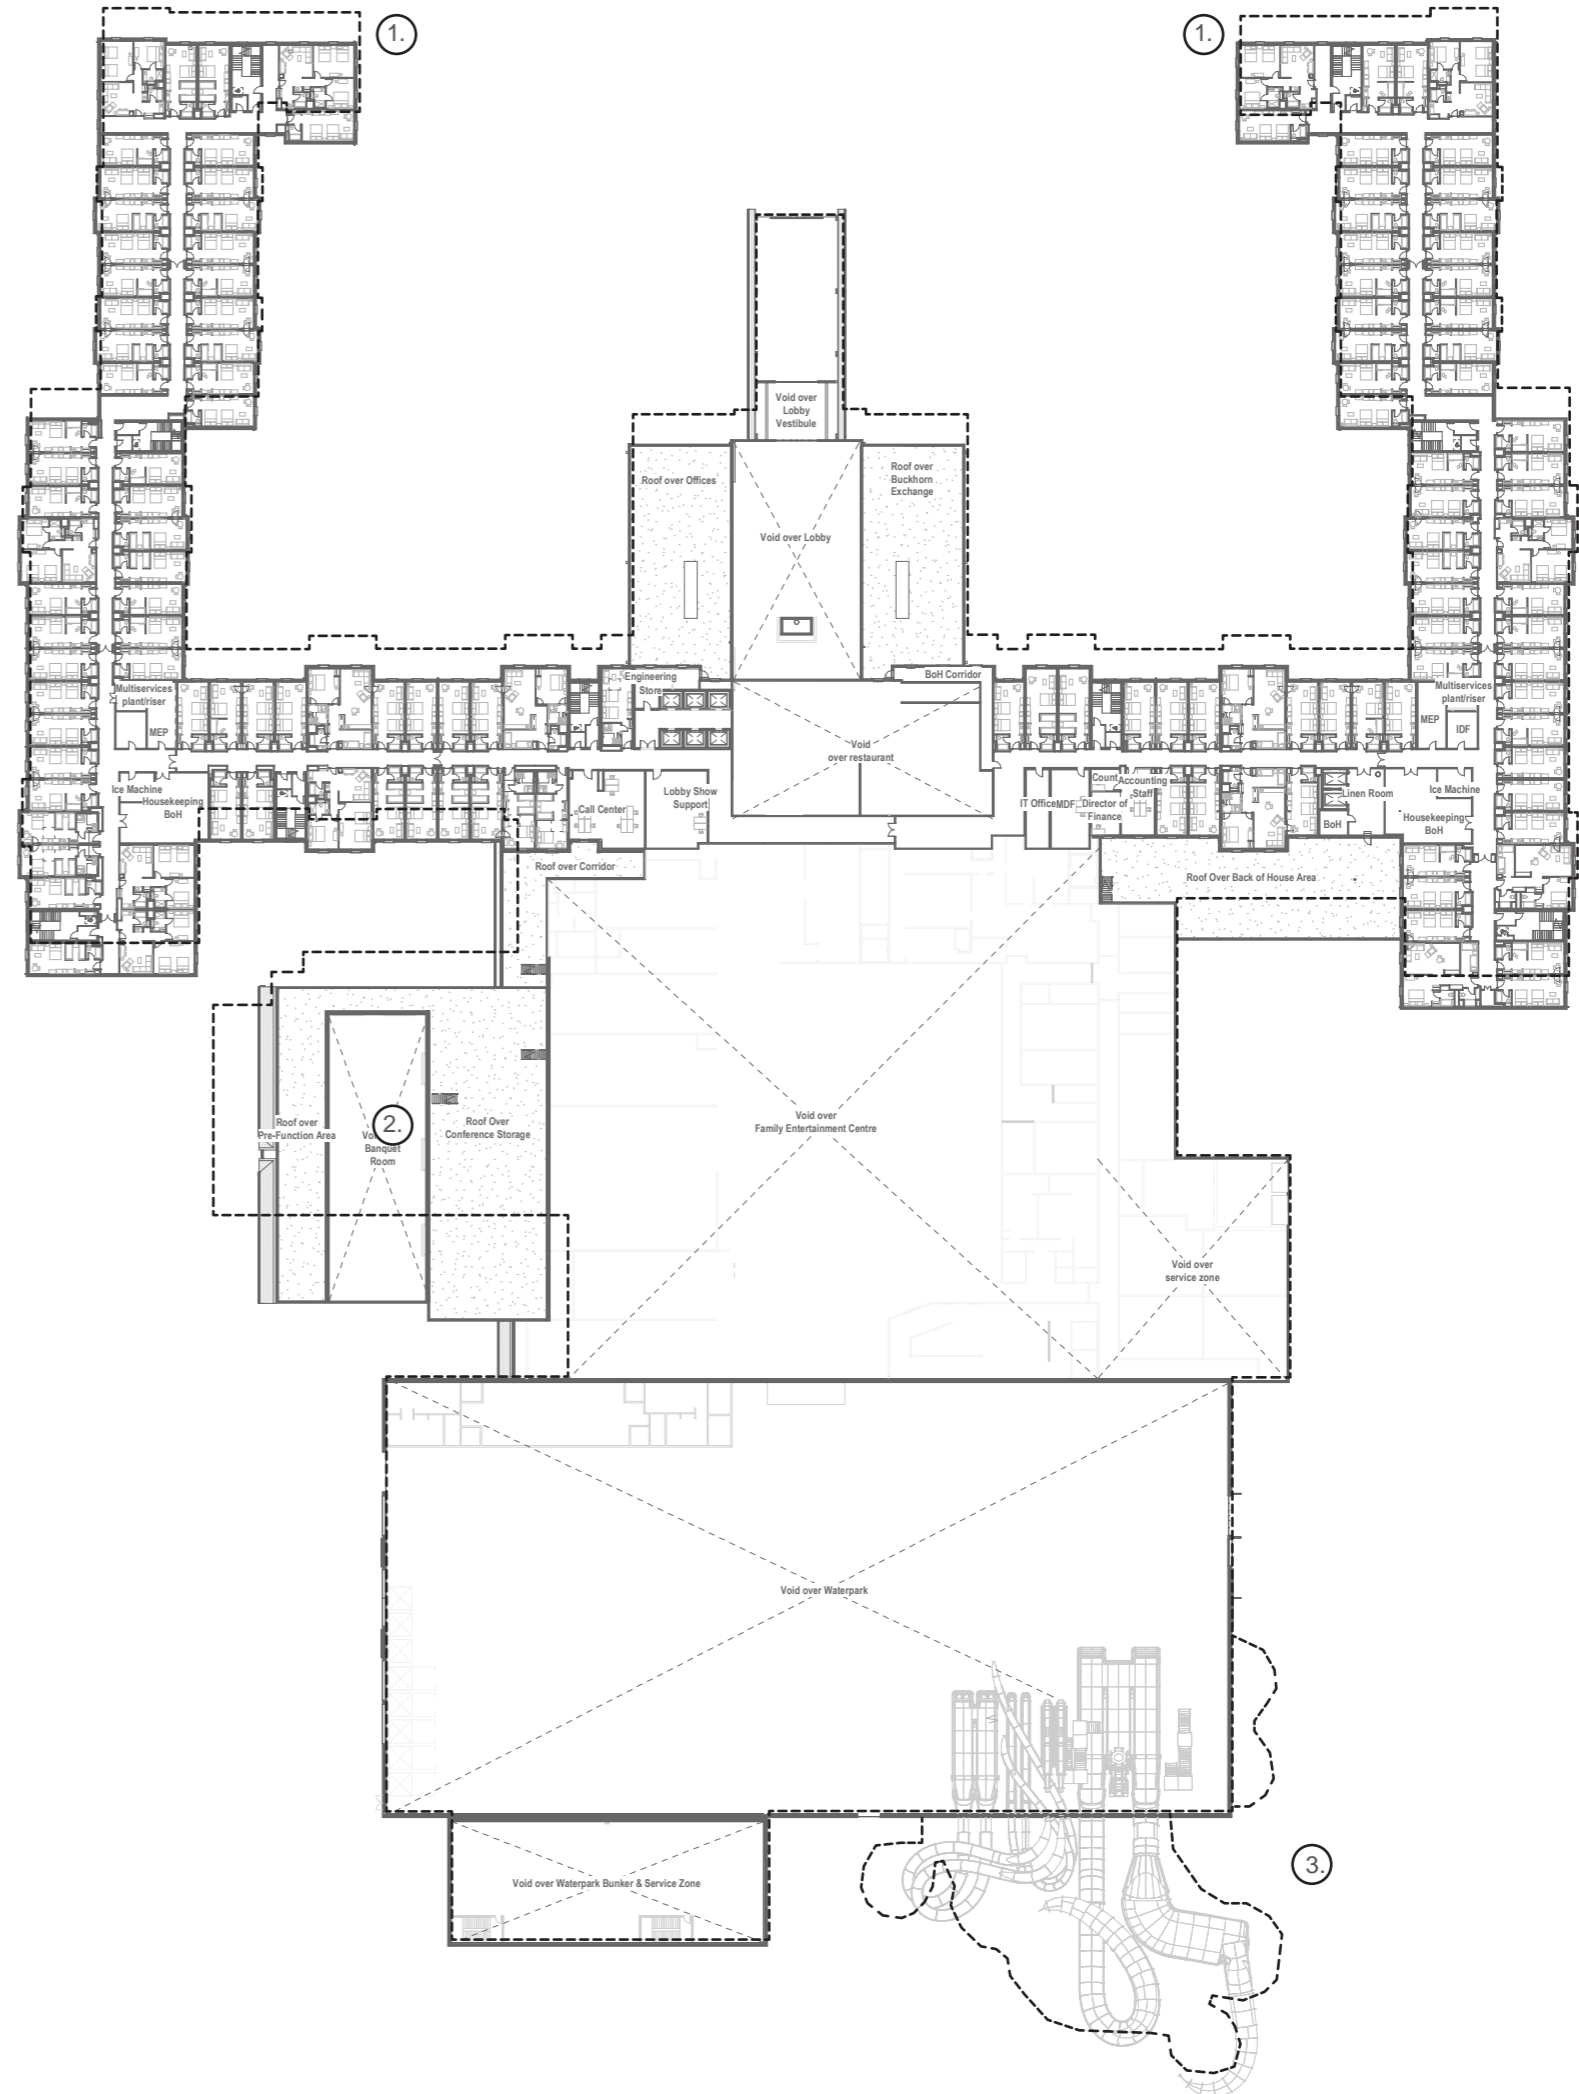 1.
1.
Void over
Lobby
Vestibule
Roof over Offices
Roof over
Buckhorn
Exchange
Void over Lobby
Engineering
Store
BoH Corridor
Multiservices
plant/riser
MEP
Multiservices
plant/riser
MEP
IDF
Void
over restaurant
Ice Machine
Housekeeping
BoH
Call Center
Lobby Show
Support
IT Office
MDF
Count
Director of
Finance
Accounting
Staff
Linen Room
BoH
Ice Machine
Housekeeping
BoH
Roof over Corridor
Roof Over Back of House Area
Roof over
Pre-Function Area
2.
Banquet
Room
Roof Over
Conference Storage
Void over
Family Entertainment Centre
Void over
service zone
Void over Waterpark
Void over Waterpark Bunker & Service Zone
3.